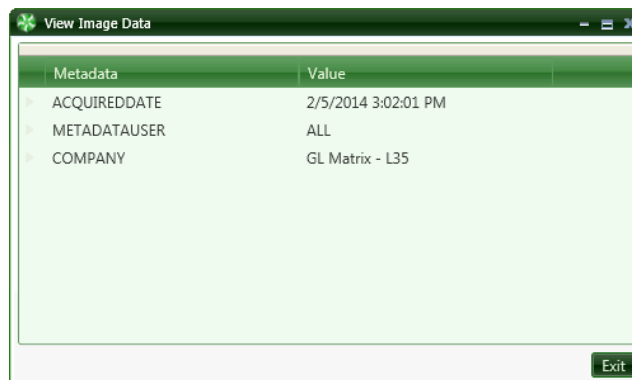 View Image Data
Metadata Value
ACQUIREDDATE 2/5/2014 3:02:01 PM
METADATAUSER ALL
COMPANY GL Matrix - L35
Exit